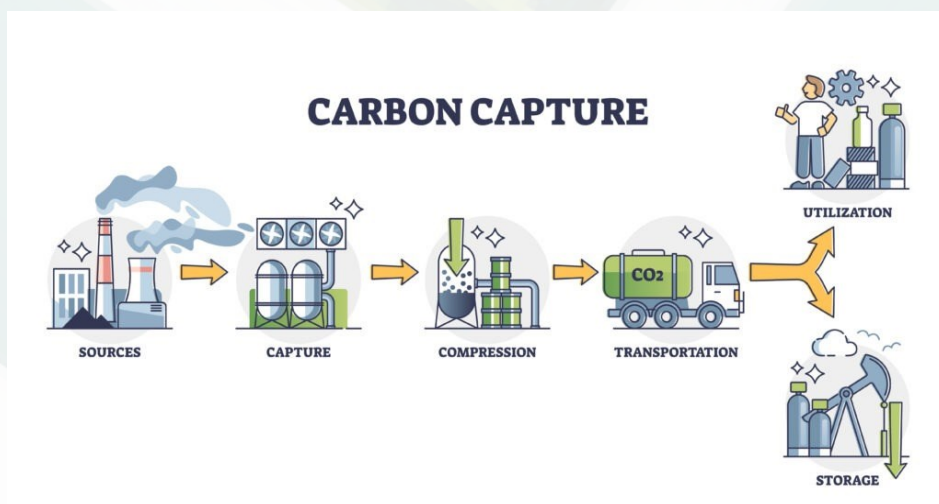 CARBON CAPTURE
SOURCES
CAPTURE
COMPRESSION
CO₂
TRANSPORTATION
UTILIZATION
STORAGE